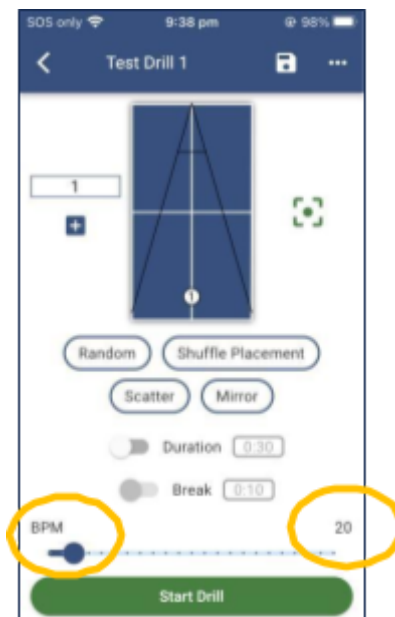 SOS only 9:38 pm 98%
Test Drill 1
1
1
Random Shuffle Placement
Scatter Mirror
Duration 0:30
Break 0:10
BPM 20
Start Drill